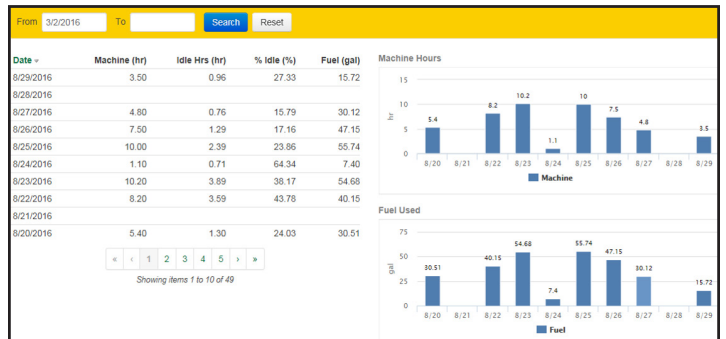 From 3/2/2016 To Search Reset
Date Machine (hr) Idle Hrs (hr) % Idle (%) Fuel (gal)
8/29/2016 3.50 0.96 27.33 15.72
8/28/2016
8/27/2016 4.80 0.76 15.79 30.12
8/26/2016 7.50 1.29 17.16 47.15
8/25/2016 10.00 2.39 23.86 55.74
8/24/2016 1.10 0.71 64.34 7.40
8/23/2016 10.20 3.89 38.17 54.68
8/22/2016 8.20 3.59 43.78 40.15
8/21/2016
8/20/2016 5.40 1.30 24.03 30.51
« ‹ 1 2 3 4 5 › »
Showing items 1 to 10 of 49
Machine Hours
15
10
5
0
hr
5.4 8.2 10.2 1.1 10 7.5 4.8 3.5
8/20 8/21 8/22 8/23 8/24 8/25 8/26 8/27 8/28 8/29
Machine
Fuel Used
75
50
25
0
gal
30.51 40.15 54.68 7.4 55.74 47.15 30.12 15.72
8/20 8/21 8/22 8/23 8/24 8/25 8/26 8/27 8/28 8/29
Fuel